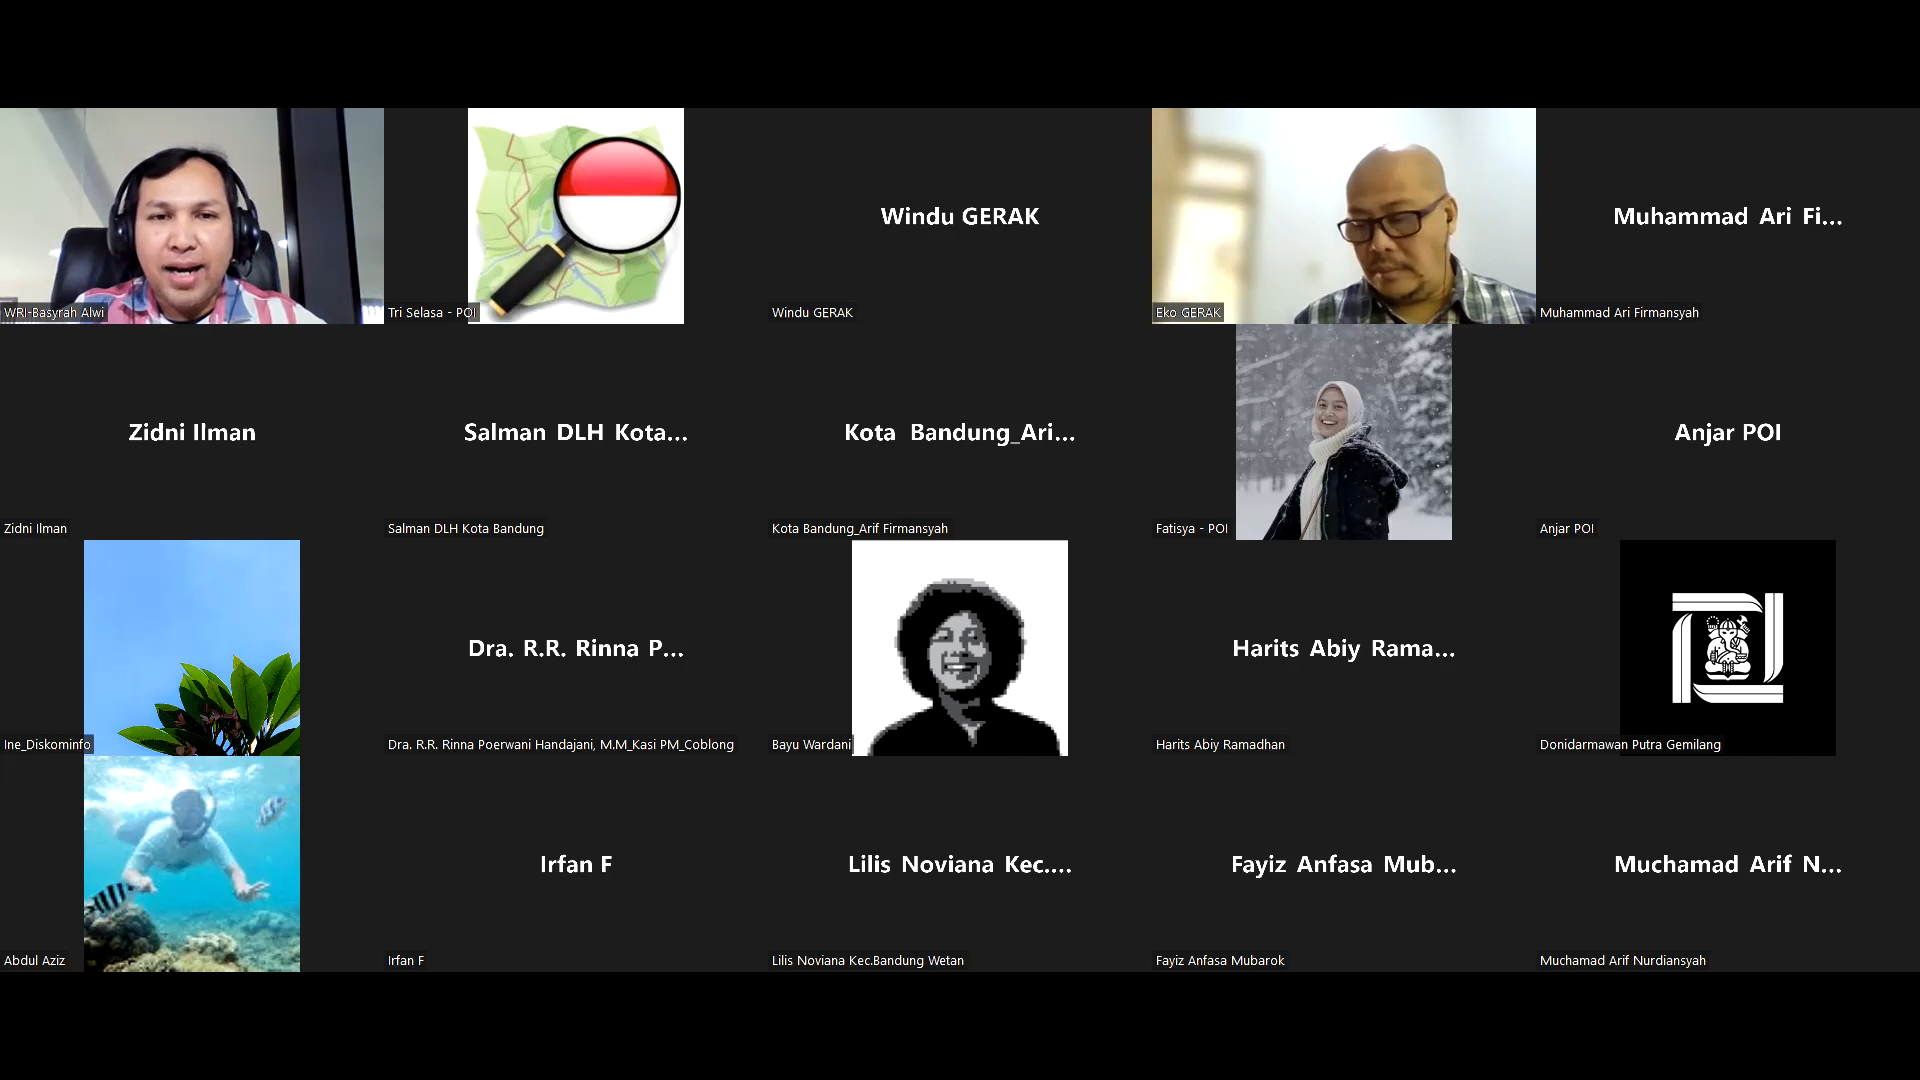 WRI-Basyrah Alwi
Tri Selasa - POI
Windu GERAK
Windu GERAK
Eko GERAK
Muhammad Ari Fi...
Muhammad Ari Firmansyah
Zidni Ilman
Zidni Ilman
Salman DLH Kota...
Salman DLH Kota Bandung
Kota Bandung_Ari...
Kota Bandung_Arif Firmansyah
Fatisya - POI
Anjar POI
Anjar POI
Ine_Diskominfo
Dra. R.R. Rinna P...
Dra. R.R. Rinna Poerwani Handajani, M.M_Kasi PM_Coblong
Bayu Wardani
Harits Abiy Rama...
Harits Abiy Ramadhan
Donidarmawan Putra Gemilang
Abdul Aziz
Irfan F
Irfan F
Lilis Noviana Kec....
Lilis Noviana Kec.Bandung Wetan
Fayiz Anfasa Mub...
Fayiz Anfasa Mubarok
Muchamad Arif N...
Muchamad Arif Nurdiansyah